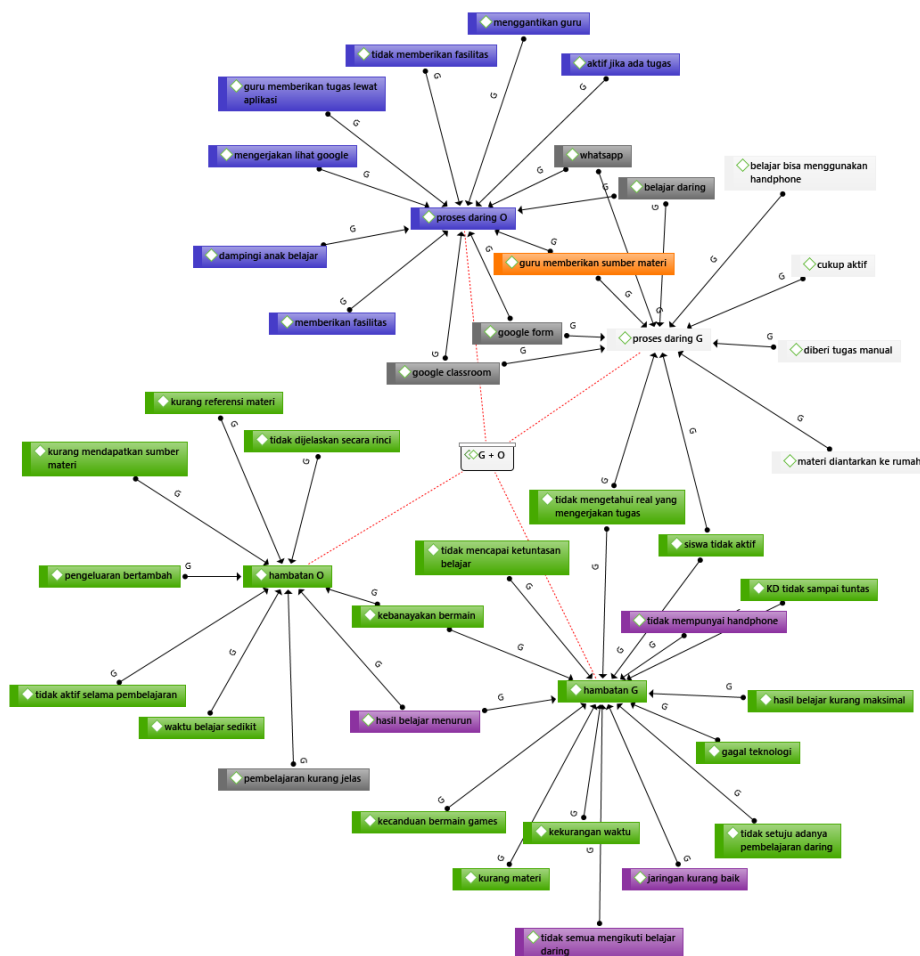 menggantikan guru
tidak memberikan fasilitas
aktif jika ada tugas
guru memberikan tugas lewat
aplikasi
G
G
G
G
mengerjakan lihat google
whatsapp
belajar bisa menggunakan
handphone
G
G
belajar daring
G
proses daring O
G
G
dampingi anak belajar
G
G
guru memberikan sumber materi
cukup aktif
G
G
G
G
memberikan fasilitas
G
G
google form
G
proses daring G
G
diberi tugas manual
G
G
google classroom
kurang referensi materi
G
G
tidak dijelaskan secara rinci
kurang mendapatkan sumber
materi
G + O
G
materi diantarkan ke rumah
G
G
G
tidak mengetahui real yang
mengerjakan tugas
tidak mencapai ketuntasan
belajar
siswa tidak aktif
pengeluaran bertambah
G
hambatan O
G
G
KD tidak sampai tuntas
G
kebanayakan bermain
G
G
tidak mempunyai handphone
G
G
G
G
G
G
hambatan G
tidak aktif selama pembelajaran
G
hasil belajar kurang maksimal
waktu belajar sedikit
hasil belajar menurun
G
G
gagal teknologi
G
pembelajaran kurang jelas
G
G
G
G
kecanduan bermain games
kekurangan waktu
tidak setuju adanya
pembelajaran daring
G
G
G
kurang materi
jaringan kurang baik
tidak semua mengikuti belajar
daring